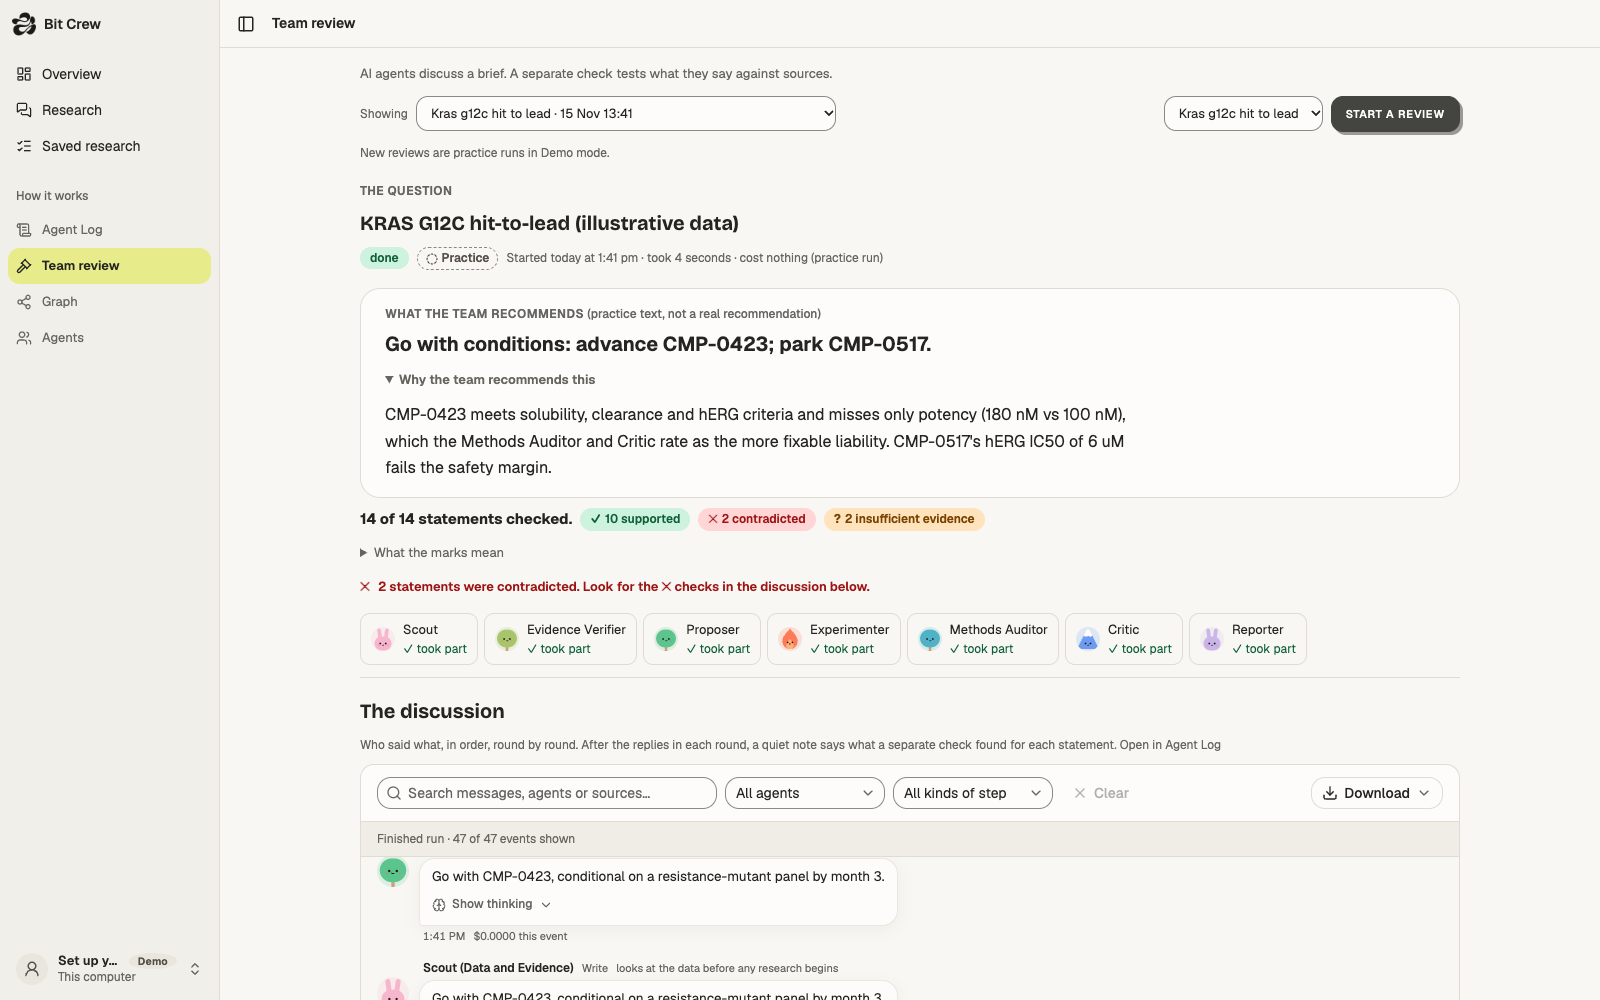 Bit Crew
Overview
Research
Saved research
How it works
Agent Log
Team review
Graph
Agents
Set up y...
Demo
This computer
Team review
AI agents discuss a brief. A separate check tests what they say against sources.
Showing
Kras g12c hit to lead · 15 Nov 13:41
Kras g12c hit to lead
START A REVIEW
New reviews are practice runs in Demo mode.
THE QUESTION
KRAS G12C hit-to-lead (illustrative data)
done
Practice
Started today at 1:41 pm · took 4 seconds · cost nothing (practice run)
WHAT THE TEAM RECOMMENDS (practice text, not a real recommendation)
Go with conditions: advance CMP-0423; park CMP-0517.
Why the team recommends this
CMP-0423 meets solubility, clearance and hERG criteria and misses only potency (180 nM vs 100 nM),
which the Methods Auditor and Critic rate as the more fixable liability. CMP-0517's hERG IC50 of 6 uM
fails the safety margin.
14 of 14 statements checked.
✓ 10 supported
✕ 2 contradicted
? 2 insufficient evidence
What the marks mean
✕ 2 statements were contradicted. Look for the ✕ checks in the discussion below.
Scout
✓ took part
Evidence Verifier
✓ took part
Proposer
✓ took part
Experimenter
✓ took part
Methods Auditor
✓ took part
Critic
✓ took part
Reporter
✓ took part
The discussion
Who said what, in order, round by round. After the replies in each round, a quiet note says what a separate check found for each statement. Open in Agent Log
Search messages, agents or sources...
All agents
All kinds of step
Clear
Download
Finished run · 47 of 47 events shown
Go with CMP-0423, conditional on a resistance-mutant panel by month 3.
Show thinking
1:41 PM $0.0000 this event
Scout (Data and Evidence) Write looks at the data before any research begins
Go with CMP-0423, conditional on a resistance-mutant panel by month 3.